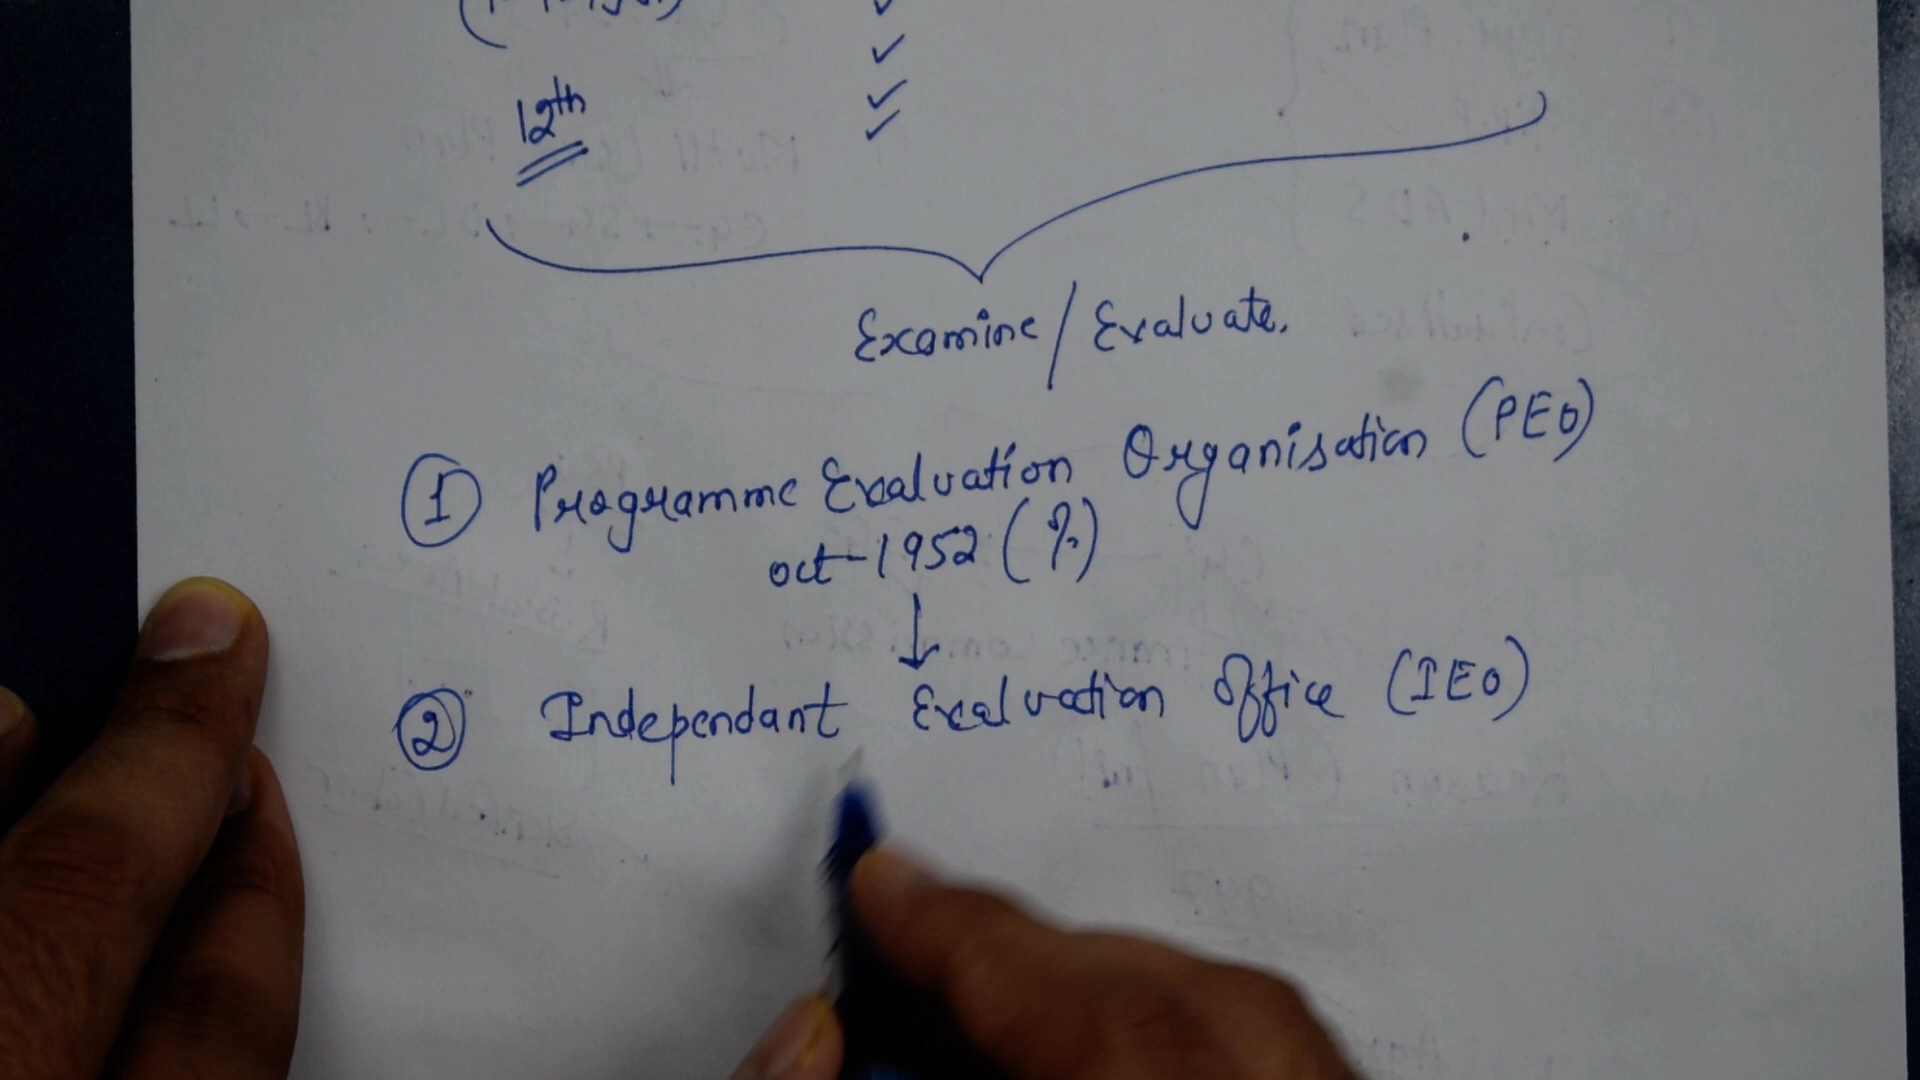 12th
Examine / Evaluate.
① Programme Evaluation Organisation (PEO)
oct-1952 (%)
② Independant Evaluation Office (IEO)